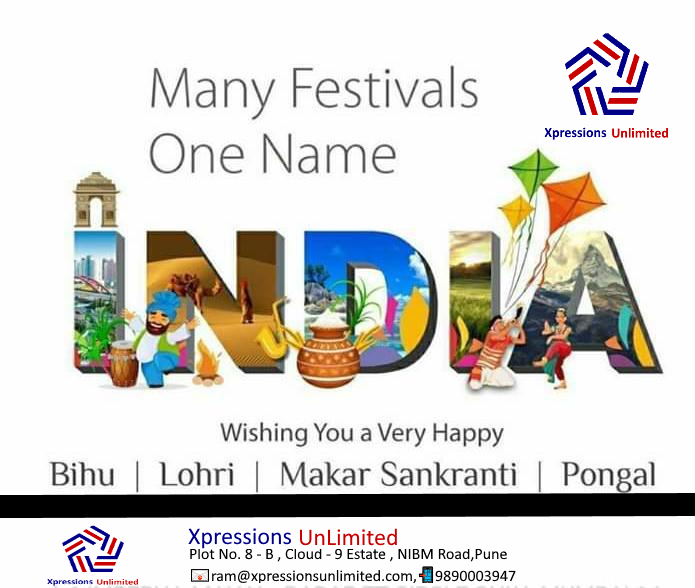 Many Festivals
One Name
Xpressions Unlimited
INDIA
Wishing You a Very Happy
Bihu | Lohri | Makar Sankranti | Pongal
Xpressions UnLimited
Plot No. 8 - B , Cloud - 9 Estate , NIBM Road,Pune
ram@xpressionsunlimited.com, 9890003947
Xpressions Unlimited